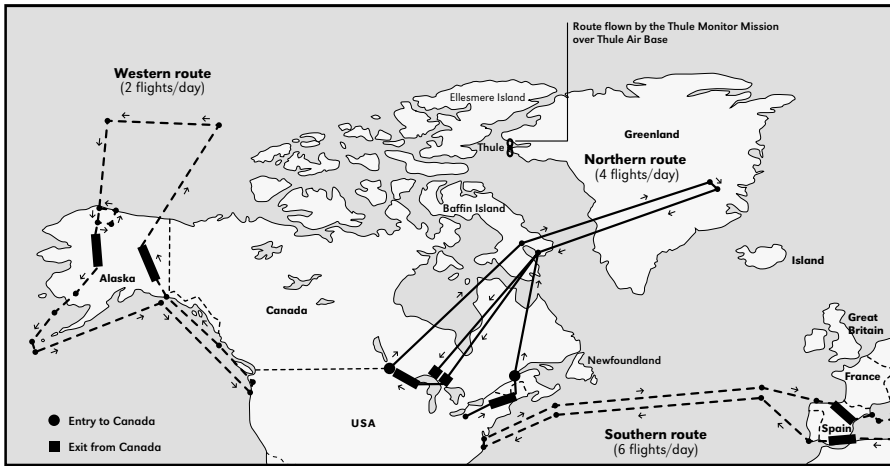 Route flown by the Thule Monitor Mission
over Thule Air Base
Western route
(2 flights/day)
Ellesmere Island
Greenland
Thule
Northern route
(4 flights/day)
Baffin Island
Island
Alaska
Canada
Great
Britain
Newfoundland
France
USA
Spain
Entry to Canada
Exit from Canada
Southern route
(6 flights/day)